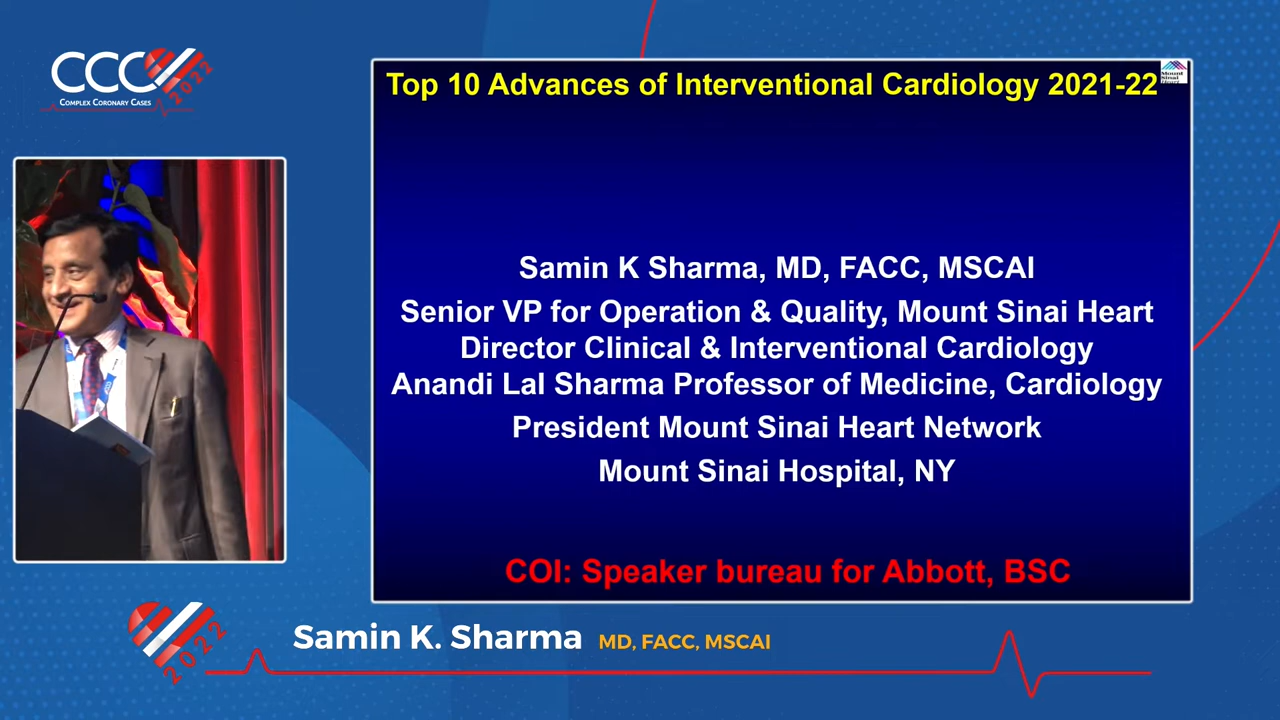 CCC 2022
COMPLEX CORONARY CASES
Top 10 Advances of Interventional Cardiology 2021-22
Mount
Sinai
Heart
Samin K Sharma, MD, FACC, MSCAI
Senior VP for Operation & Quality, Mount Sinai Heart
Director Clinical & Interventional Cardiology
Anandi Lal Sharma Professor of Medicine, Cardiology
President Mount Sinai Heart Network
Mount Sinai Hospital, NY
COI: Speaker bureau for Abbott, BSC
2022
Samin K. Sharma MD, FACC, MSCAI